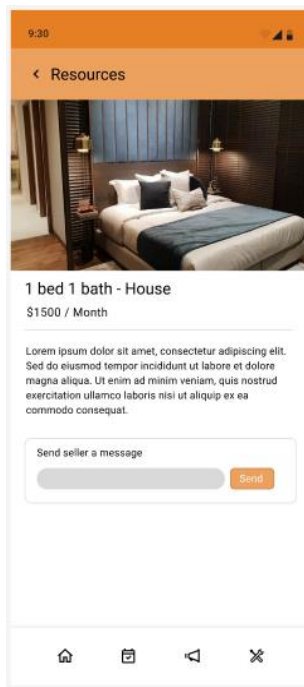 9:30
Resources
1 bed 1 bath - House
$1500 / Month
Lorem ipsum dolor sit amet, consectetur adipiscing elit.
Sed do eiusmod tempor incididunt ut labore et dolore
magna aliqua. Ut enim ad minim veniam, quis nostrud
exercitation ullamco laboris nisi ut aliquip ex ea
commodo consequat.
Send seller a message
Send